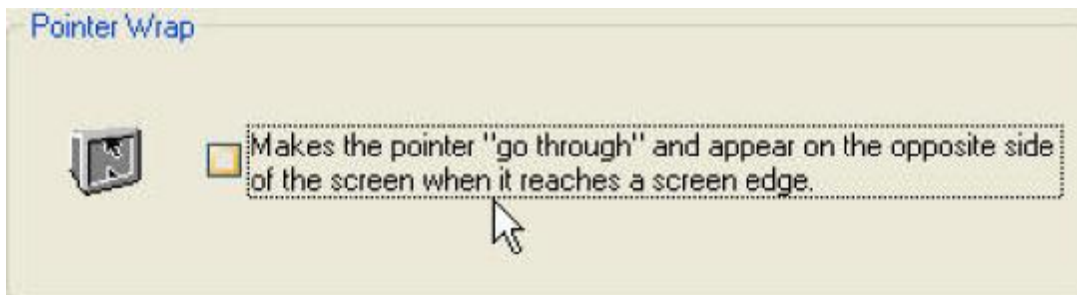 Pointer Wrap
Makes the pointer "go through" and appear on the opposite side
of the screen when it reaches a screen edge.